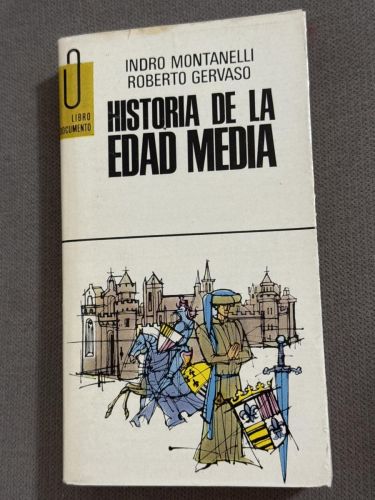 INDRO MONTANELLI
ROBERTO GERVASO
HISTORIA DE LA
EDAD MEDIA
LIBRO
DOCUMENTO